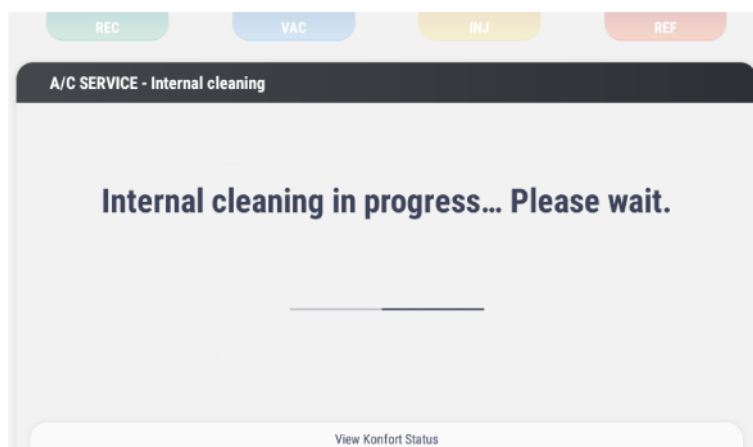 REC VAC INJ REF
A/C SERVICE - Internal cleaning
Internal cleaning in progress... Please wait.
View Konfort Status